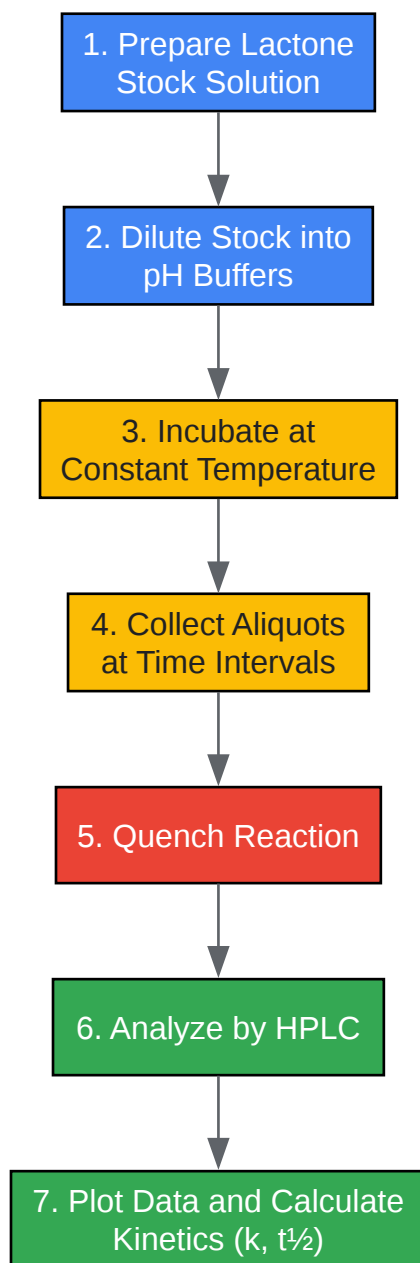 1. Prepare Lactone
Stock Solution
2. Dilute Stock into
pH Buffers
3. Incubate at
Constant Temperature
4. Collect Aliquots
at Time Intervals
5. Quench Reaction
6. Analyze by HPLC
7. Plot Data and Calculate
Kinetics (k, t½)